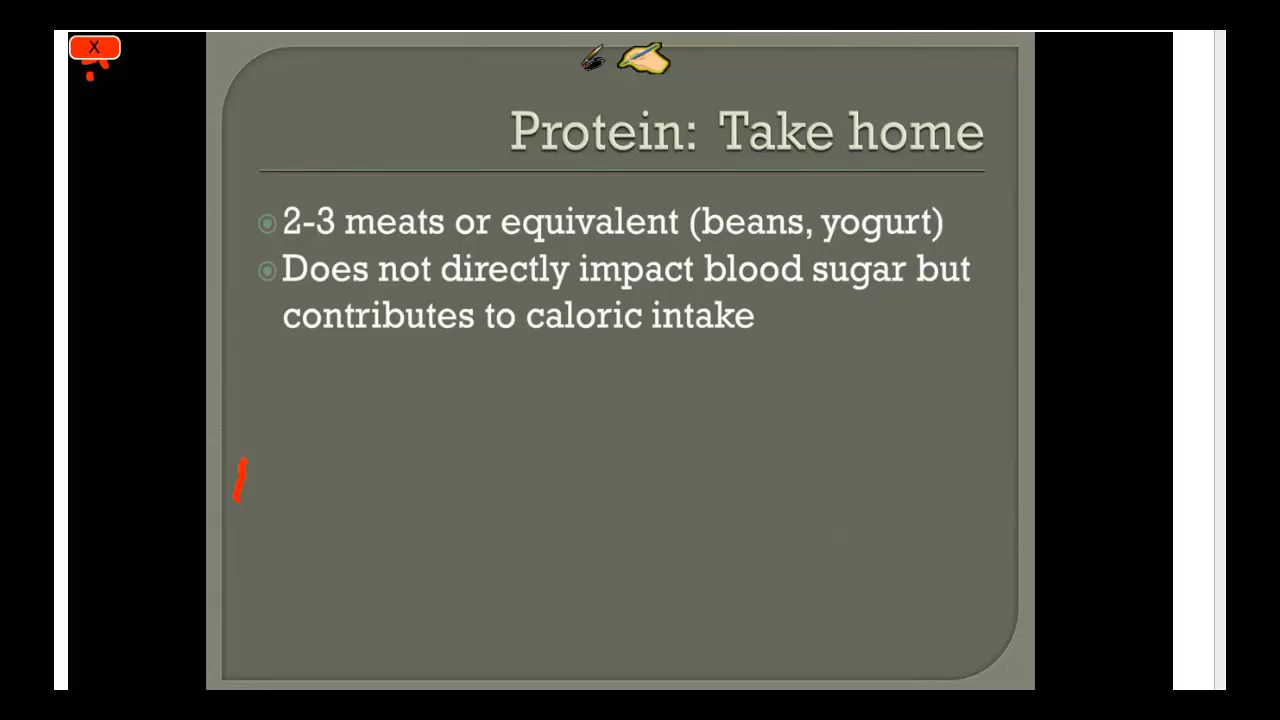 X
Protein: Take home
2-3 meats or equivalent (beans, yogurt)
Does not directly impact blood sugar but
contributes to caloric intake